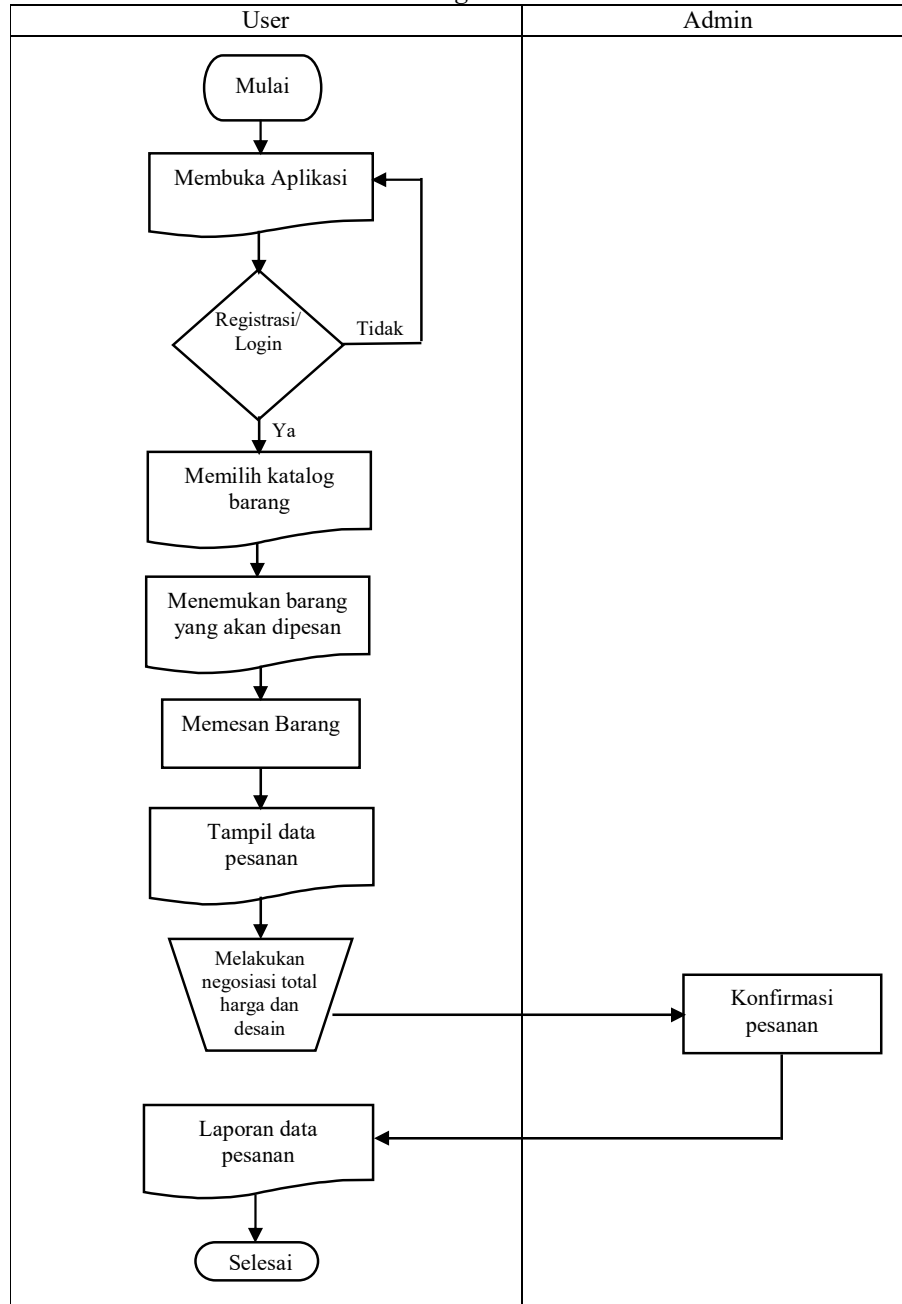 User
Admin
Mulai
Membuka Aplikasi
Registrasi/
Login
Tidak
Ya
Memilih katalog
barang
Menemukan barang
yang akan dipesan
Memesan Barang
Tampil data
pesanan
Melakukan
negosiasi total
harga dan
desain
Konfirmasi
pesanan
Laporan data
pesanan
Selesai